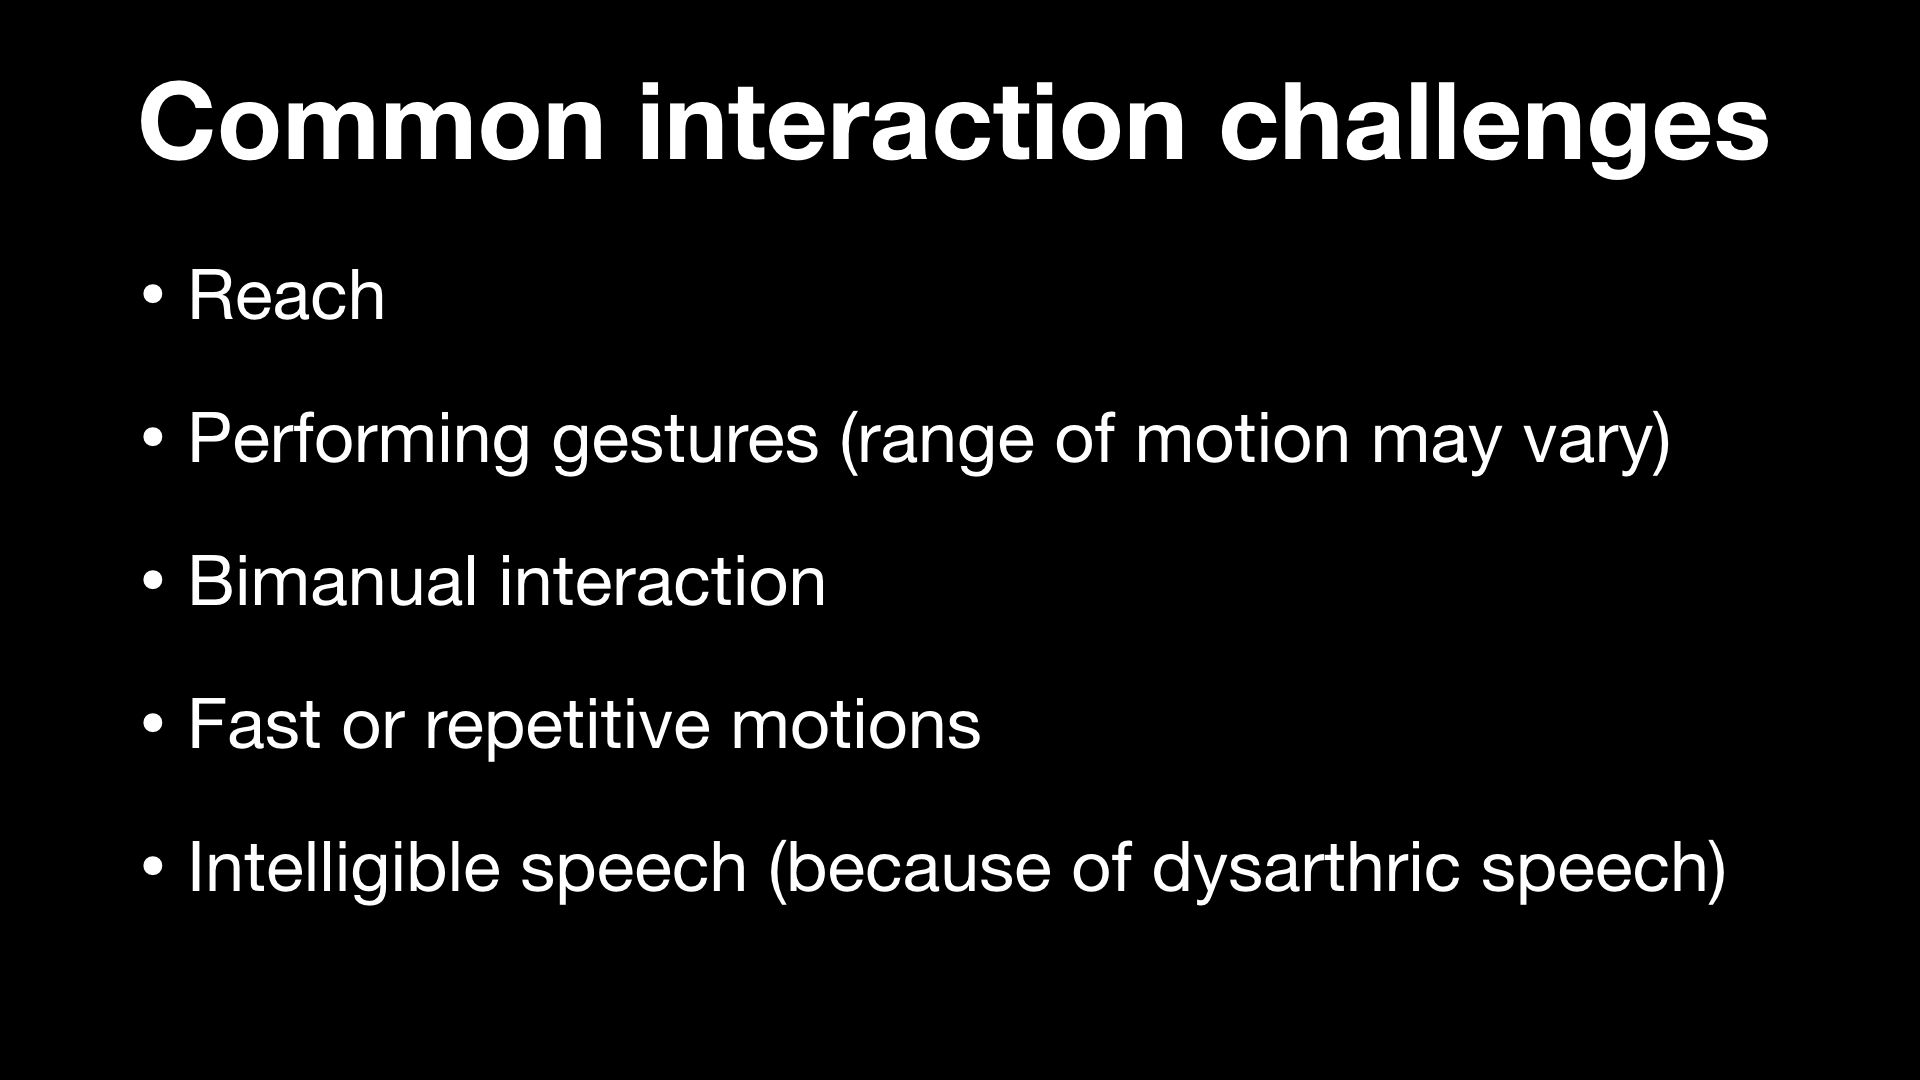 Common interaction challenges
• Reach
• Performing gestures (range of motion may vary)
• Bimanual interaction
• Fast or repetitive motions
• Intelligible speech (because of dysarthric speech)